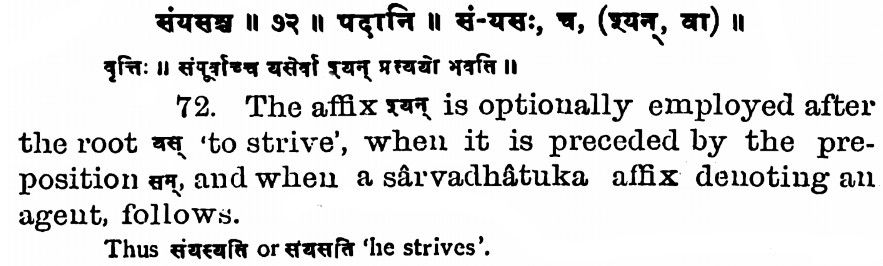 संयसश्च ॥ ७२ ॥ पदानि ॥ सं-यसः, च, (श्यन्, वा) ॥
वृत्तिः ॥ संपूर्वाच्च यसेर्वा श्यन् प्रत्ययो भवति ॥
72. The affix श्यन् is optionally employed after
the root यस् 'to strive', when it is preceded by the pre-
position सम्, and when a sârvadhâtuka affix denoting an
agent, follows.
Thus संयस्यति or संयसति 'he strives'.